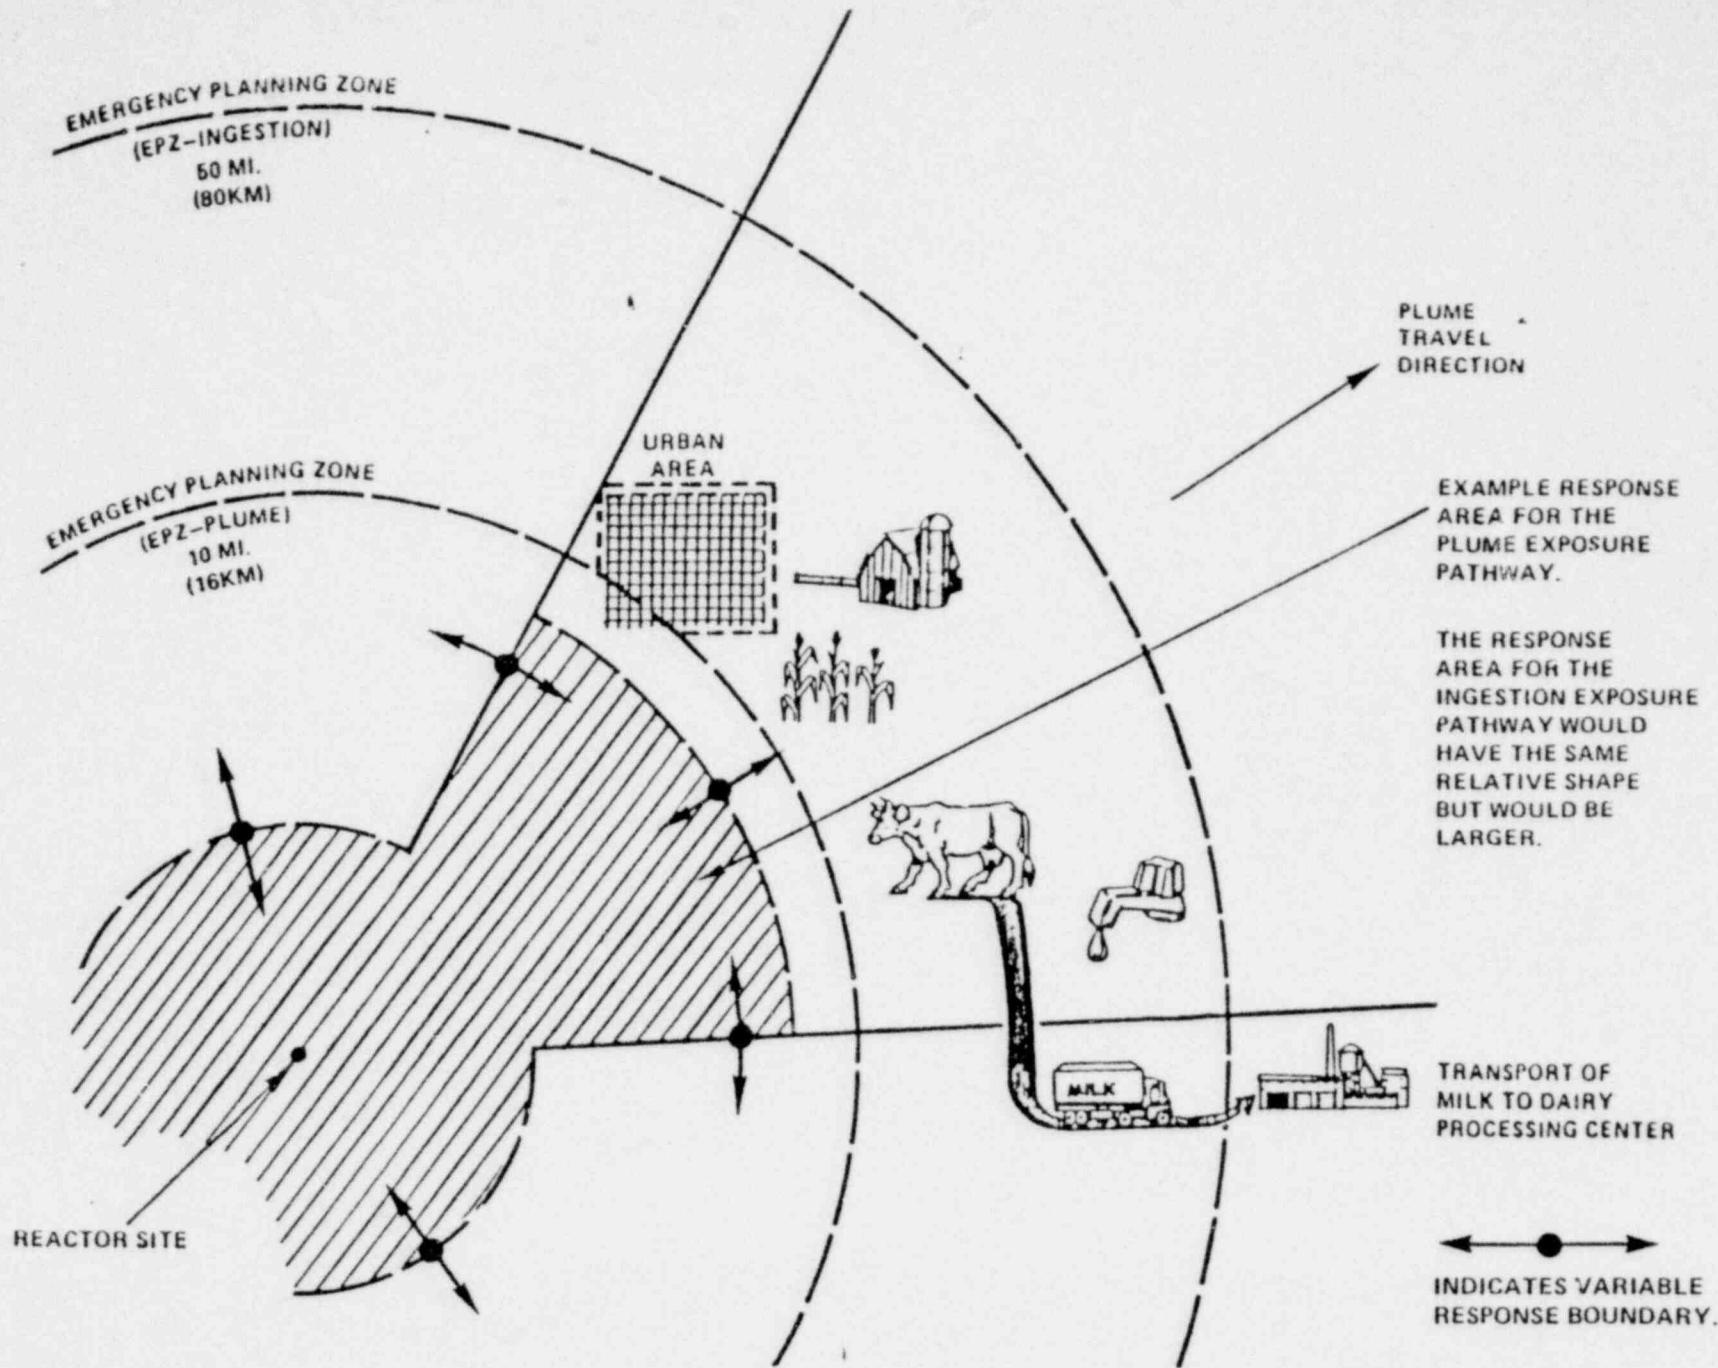 EMERGENCY PLANNING ZONE
(EPZ–INGESTION)
50 MI.
(80KM)
PLUME
TRAVEL
DIRECTION
URBAN
AREA
EMERGENCY PLANNING ZONE
(EPZ–PLUME)
10 MI.
(16KM)
EXAMPLE RESPONSE
AREA FOR THE
PLUME EXPOSURE
PATHWAY.
THE RESPONSE
AREA FOR THE
INGESTION EXPOSURE
PATHWAY WOULD
HAVE THE SAME
RELATIVE SHAPE
BUT WOULD BE
LARGER.
MILK
TRANSPORT OF
MILK TO DAIRY
PROCESSING CENTER
REACTOR SITE
INDICATES VARIABLE
RESPONSE BOUNDARY.